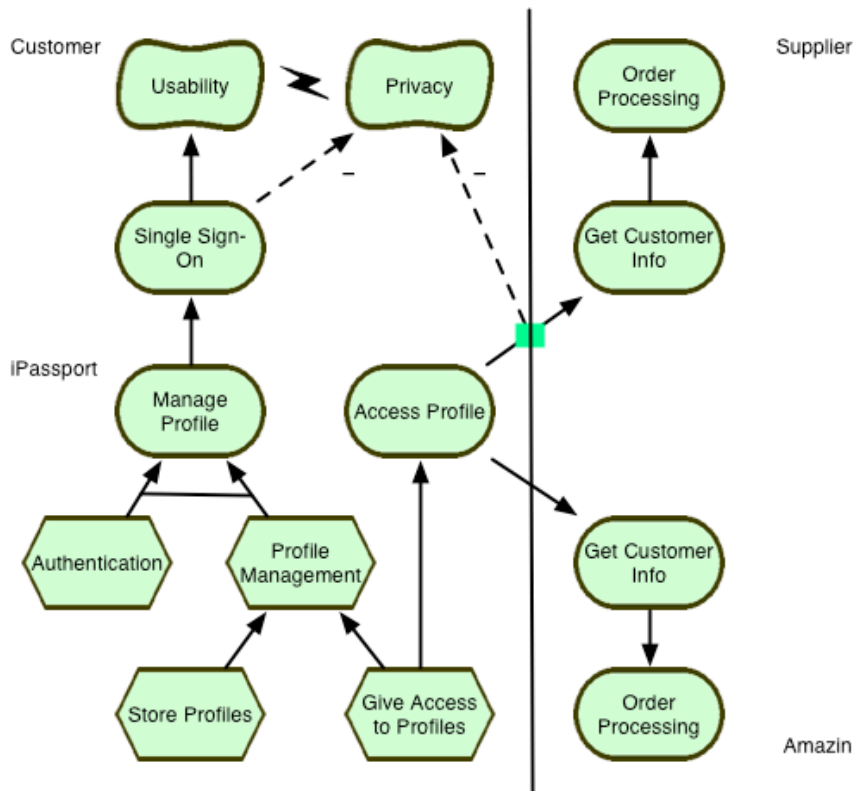 Customer
Supplier
Usability
Privacy
Order
Processing
–
–
Single Sign-
On
Get Customer
Info
iPassport
Manage
Profile
Access Profile
Authentication
Profile
Management
Get Customer
Info
Store Profiles
Give Access
to Profiles
Order
Processing
Amazin